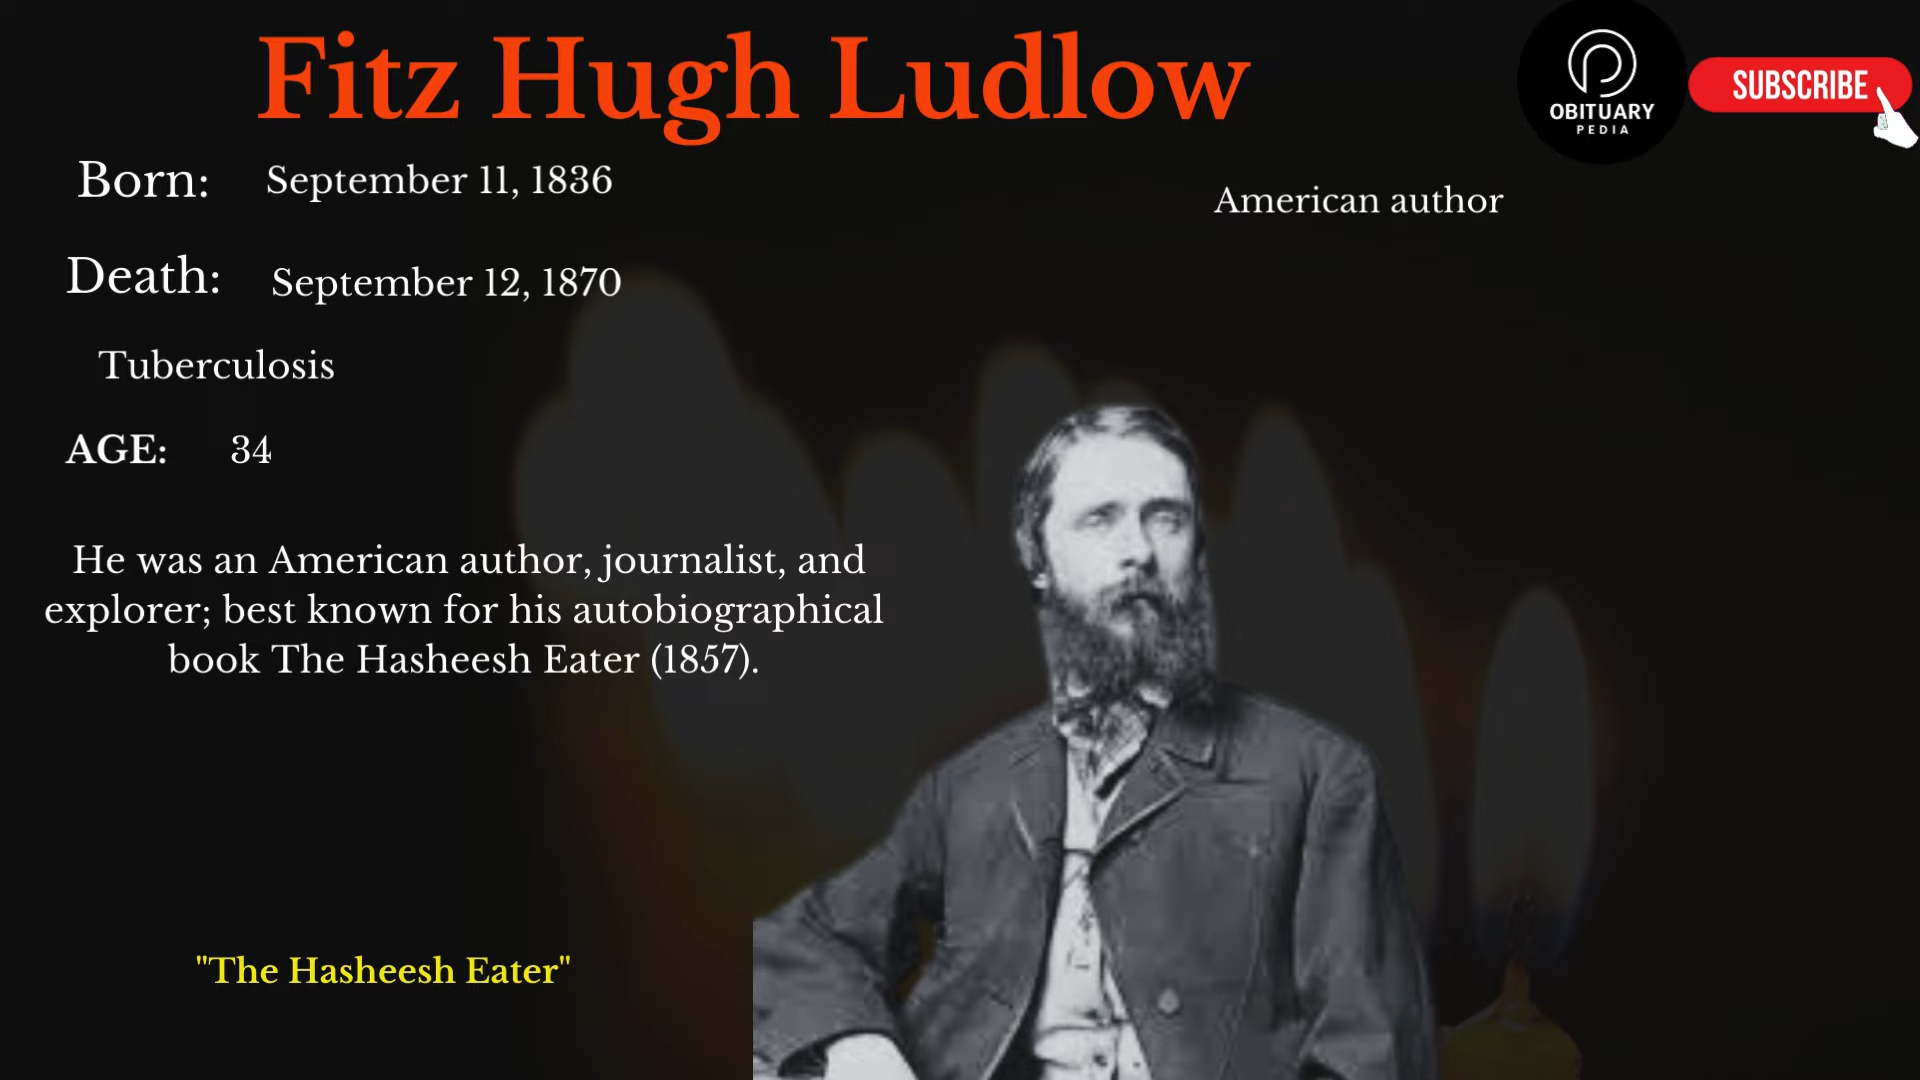 Fitz Hugh Ludlow
OBITUARY
PEDIA
SUBSCRIBE
Born: September 11, 1836
American author
Death: September 12, 1870
Tuberculosis
AGE: 34
He was an American author, journalist, and
explorer; best known for his autobiographical
book The Hasheesh Eater (1857).
"The Hasheesh Eater"